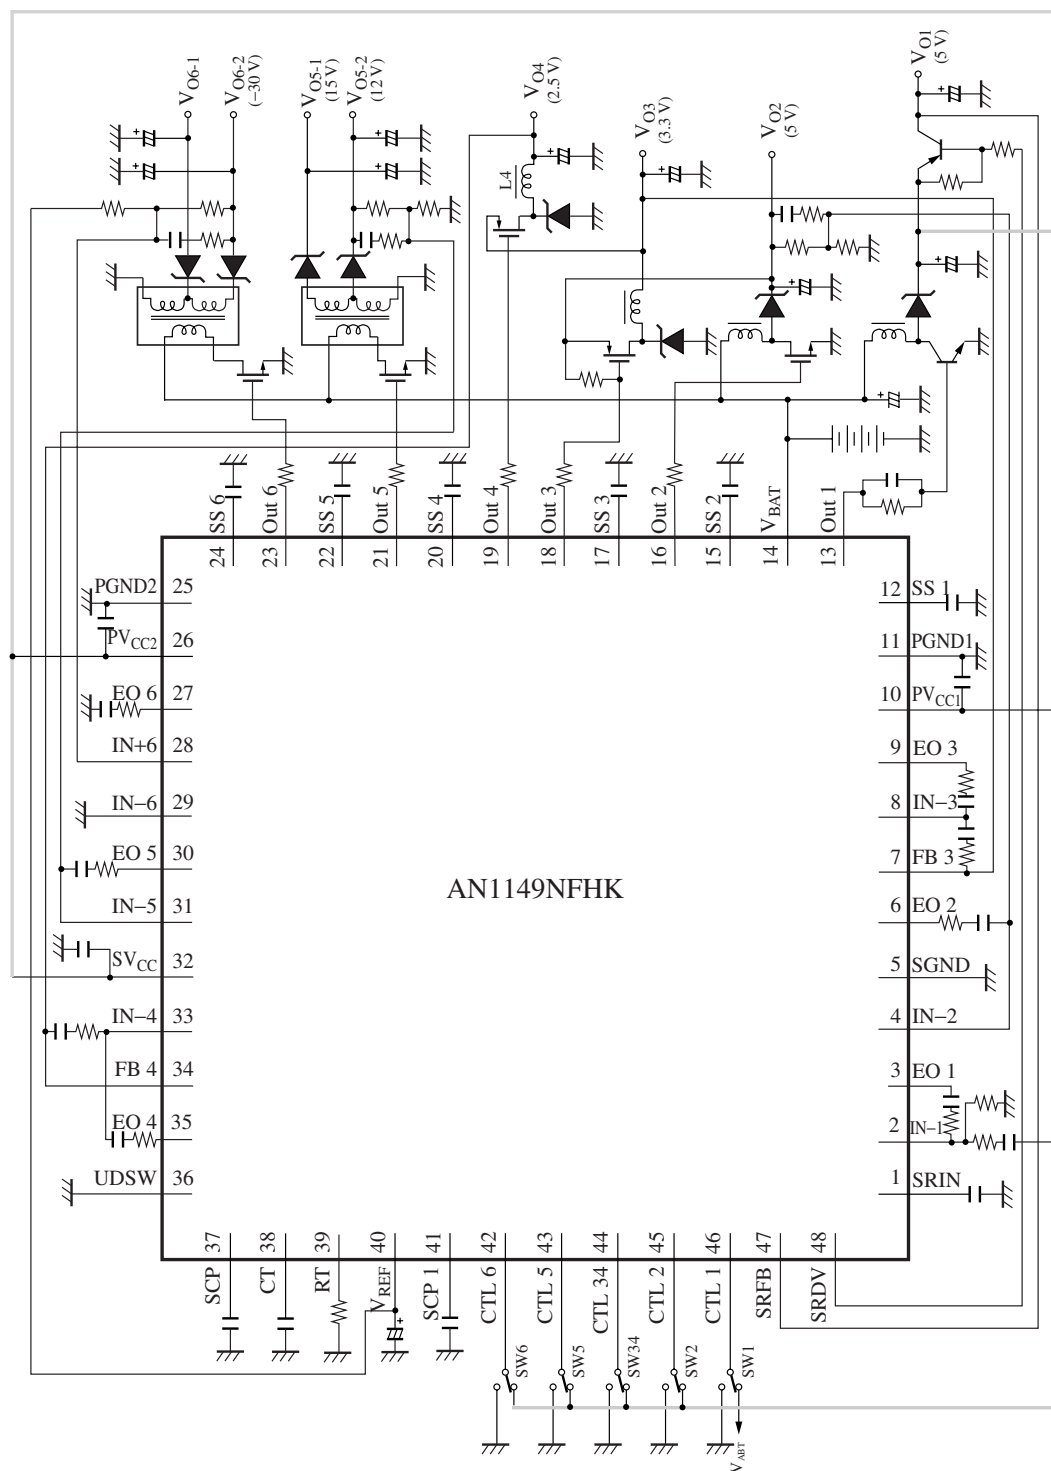 VO6-1
VO6-2
(−30 V)
VO5-1
(15 V)
VO5-2
(12 V)
VO4
(2.5 V)
VO3
(3.3 V)
VO2
(5 V)
VO1
(5 V)
L4
SS 6
Out 6
SS 5
Out 5
SS 4
Out 4
Out 3
SS 3
Out 2
SS 2
VBAT
Out 1
24
23
22
21
20
19
18
17
16
15
14
13
PGND2 25
PVCC2 26
EO 6 27
IN+6 28
IN−6 29
EO 5 30
IN−5 31
SVCC 32
IN−4 33
FB 4 34
EO 4 35
UDSW 36
AN1149NFHK
12 SS 1
11 PGND1
10 PVCC1
9 EO 3
8 IN−3
7 FB 3
6 EO 2
5 SGND
4 IN−2
3 EO 1
2 IN−1
1 SRIN
37
38
39
40
41
42
43
44
45
46
47
48
SCP
CT
RT
VREF
SCP 1
CTL 6
CTL 5
CTL 34
CTL 2
CTL 1
SRFB
SRDV
SW6
SW5
SW34
SW2
SW1
VABT
+
+
+
+
+
+
+
+
+
+
+